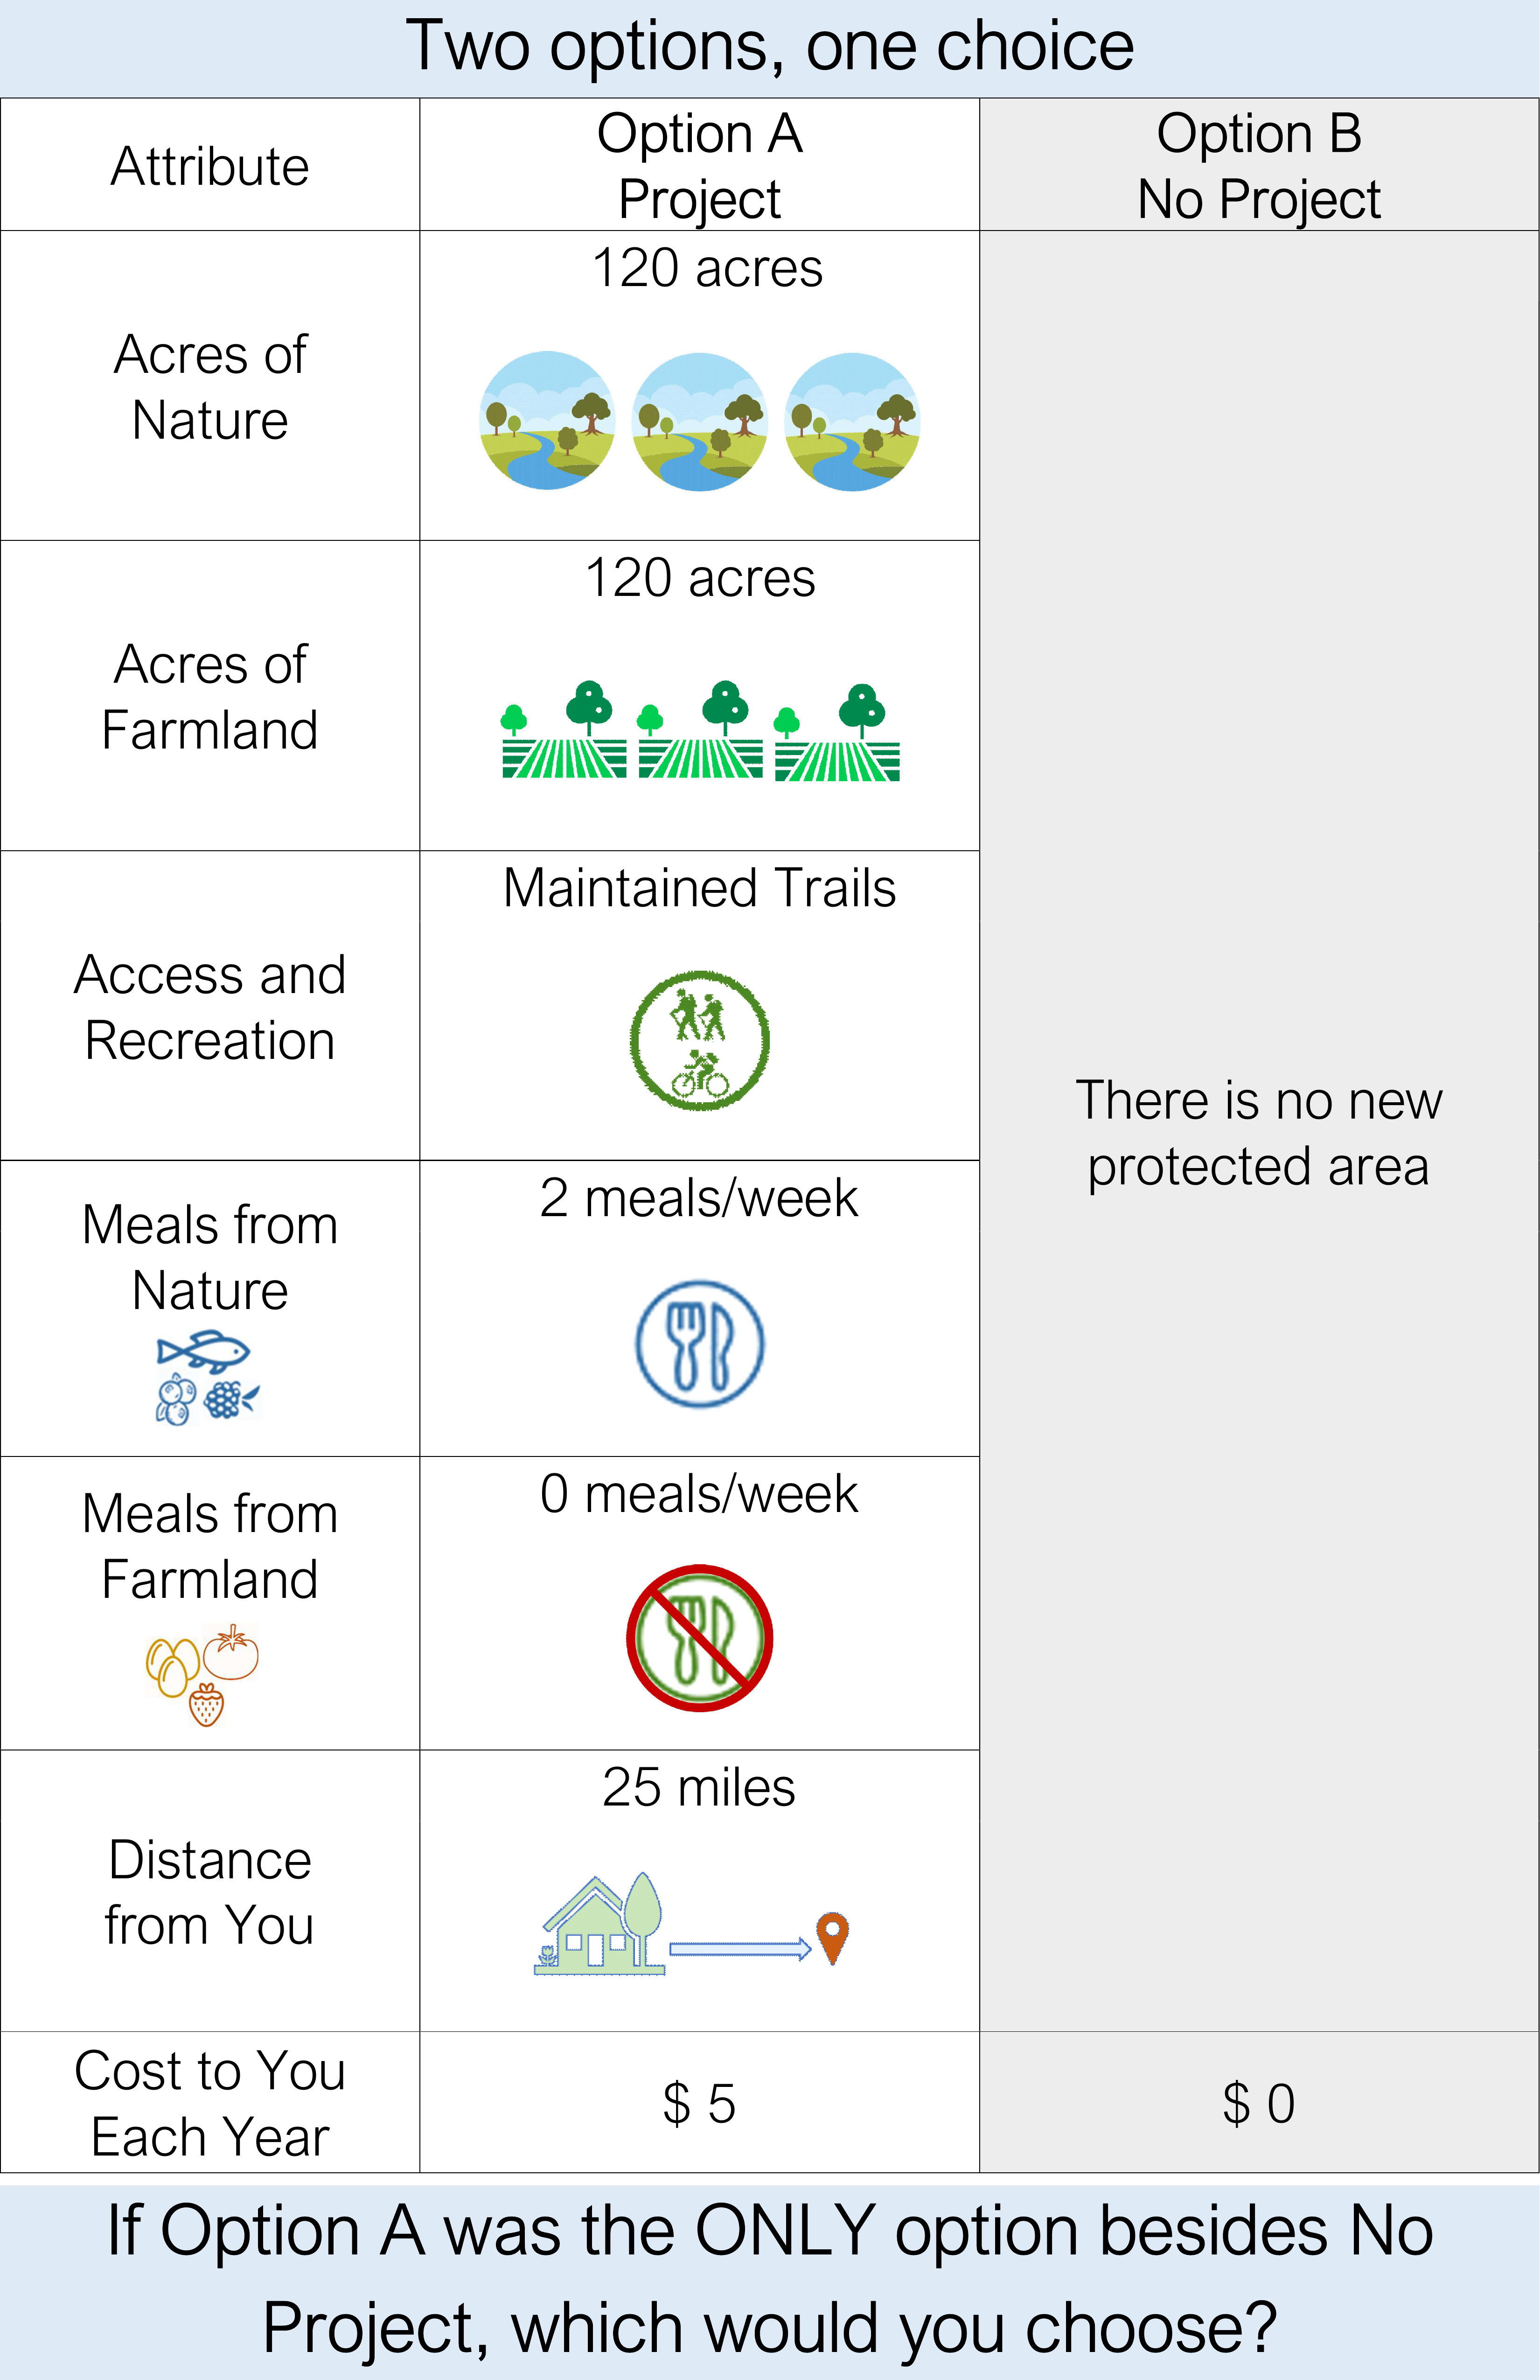 Two options, one choice
Attribute
Option A
Project
Option B
No Project
Acres of
Nature
120 acres
Acres of
Farmland
120 acres
Access and
Recreation
Maintained Trails
Meals from
Nature
2 meals/week
Meals from
Farmland
0 meals/week
Distance
from You
25 miles
There is no new
protected area
Cost to You
Each Year
$ 5
$ 0
If Option A was the ONLY option besides No
Project, which would you choose?